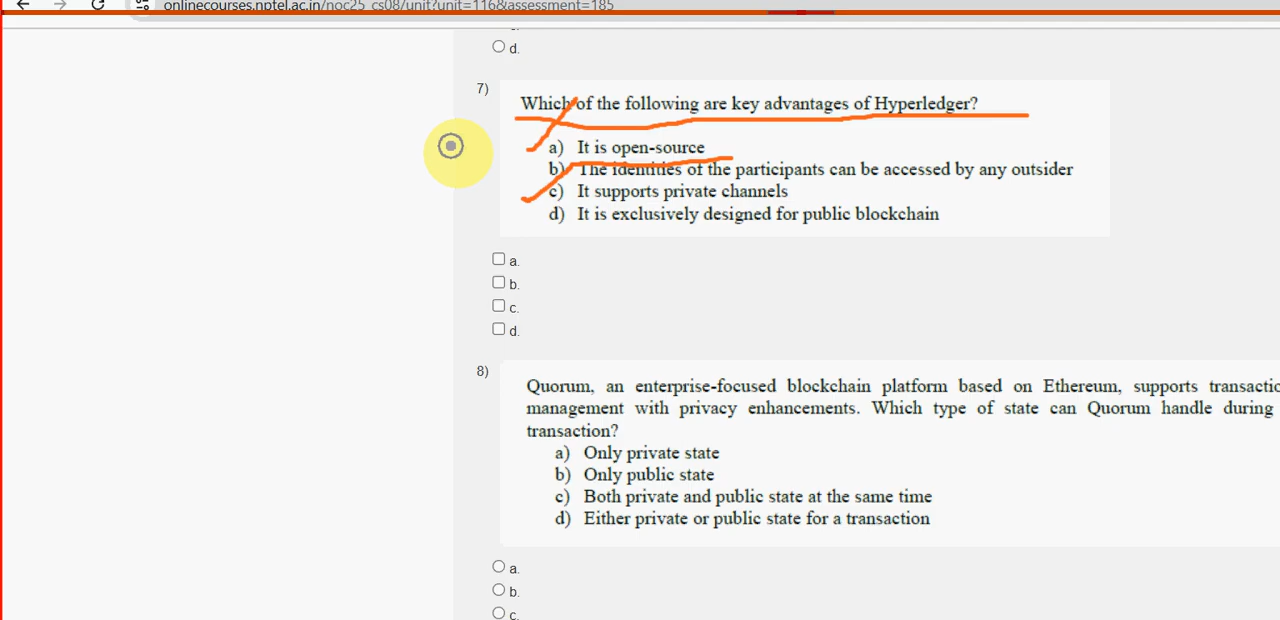 onlinecourses.nptel.ac.in/noc25_cs08/unit?unit=116&assessment=185
d.
7)
Which of the following are key advantages of Hyperledger?
a) It is open-source
b) The identities of the participants can be accessed by any outsider
c) It supports private channels
d) It is exclusively designed for public blockchain
a.
b.
c.
d.
8)
Quorum, an enterprise-focused blockchain platform based on Ethereum, supports
management with privacy enhancements. Which type of state can Quorum handle during
transaction?
a) Only private state
b) Only public state
c) Both private and public state at the same time
d) Either private or public state for a transaction
a.
b.
c.